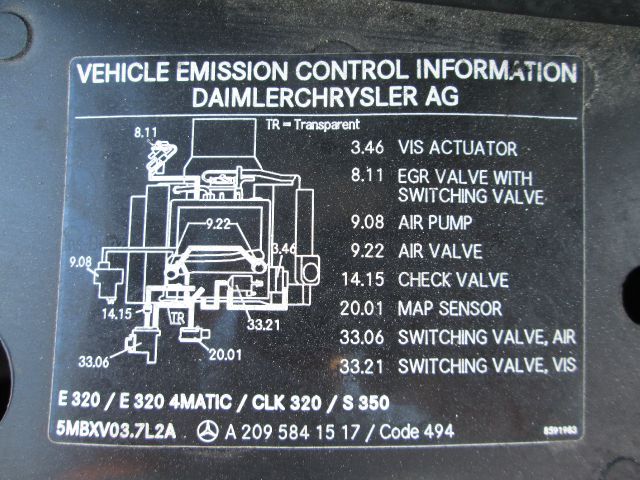 VEHICLE EMISSION CONTROL INFORMATION
DAIMLERCHRYSLER AG
TR = Transparent
8.11
9.22
9.08
3.46
14.15
TR
33.21
33.06
20.01
3.46 VIS ACTUATOR
8.11 EGR VALVE WITH
SWITCHING VALVE
9.08 AIR PUMP
9.22 AIR VALVE
14.15 CHECK VALVE
20.01 MAP SENSOR
33.06 SWITCHING VALVE, AIR
33.21 SWITCHING VALVE, VIS
E 320 / E 320 4MATIC / CLK 320 / S 350
5MBXV03.7L2A A 209 584 15 17 / Code 494
8591983